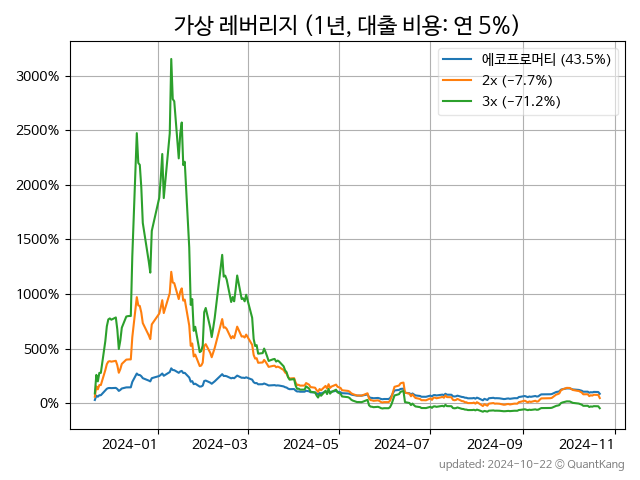 가상 레버리지 (1년, 대출 비용: 연 5%)
에코프로머티 (43.5%)
2x (-7.7%)
3x (-71.2%)
3000%
2500%
2000%
1500%
1000%
500%
0%
2024-01 2024-03 2024-05 2024-07 2024-09 2024-11
updated: 2024-10-22 © QuantKang